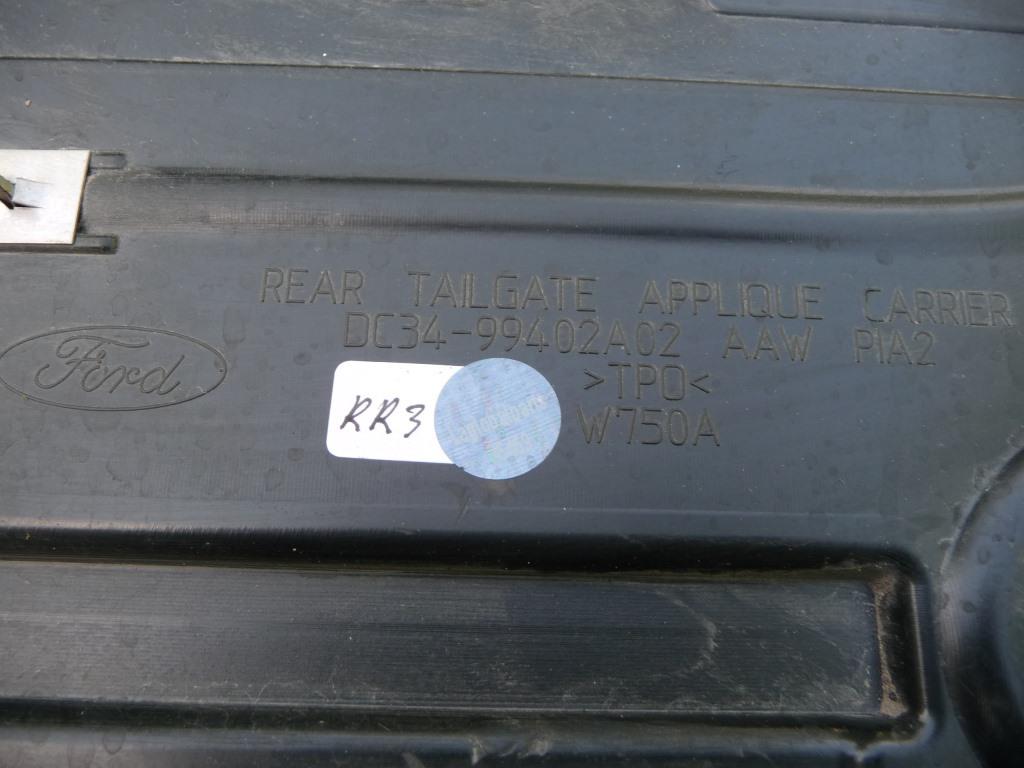 REAR TAILGATE APPLIQUE CARRIER
DC34-99402A02 AAW PIA2
Ford
>TPO<
RR3
W750A